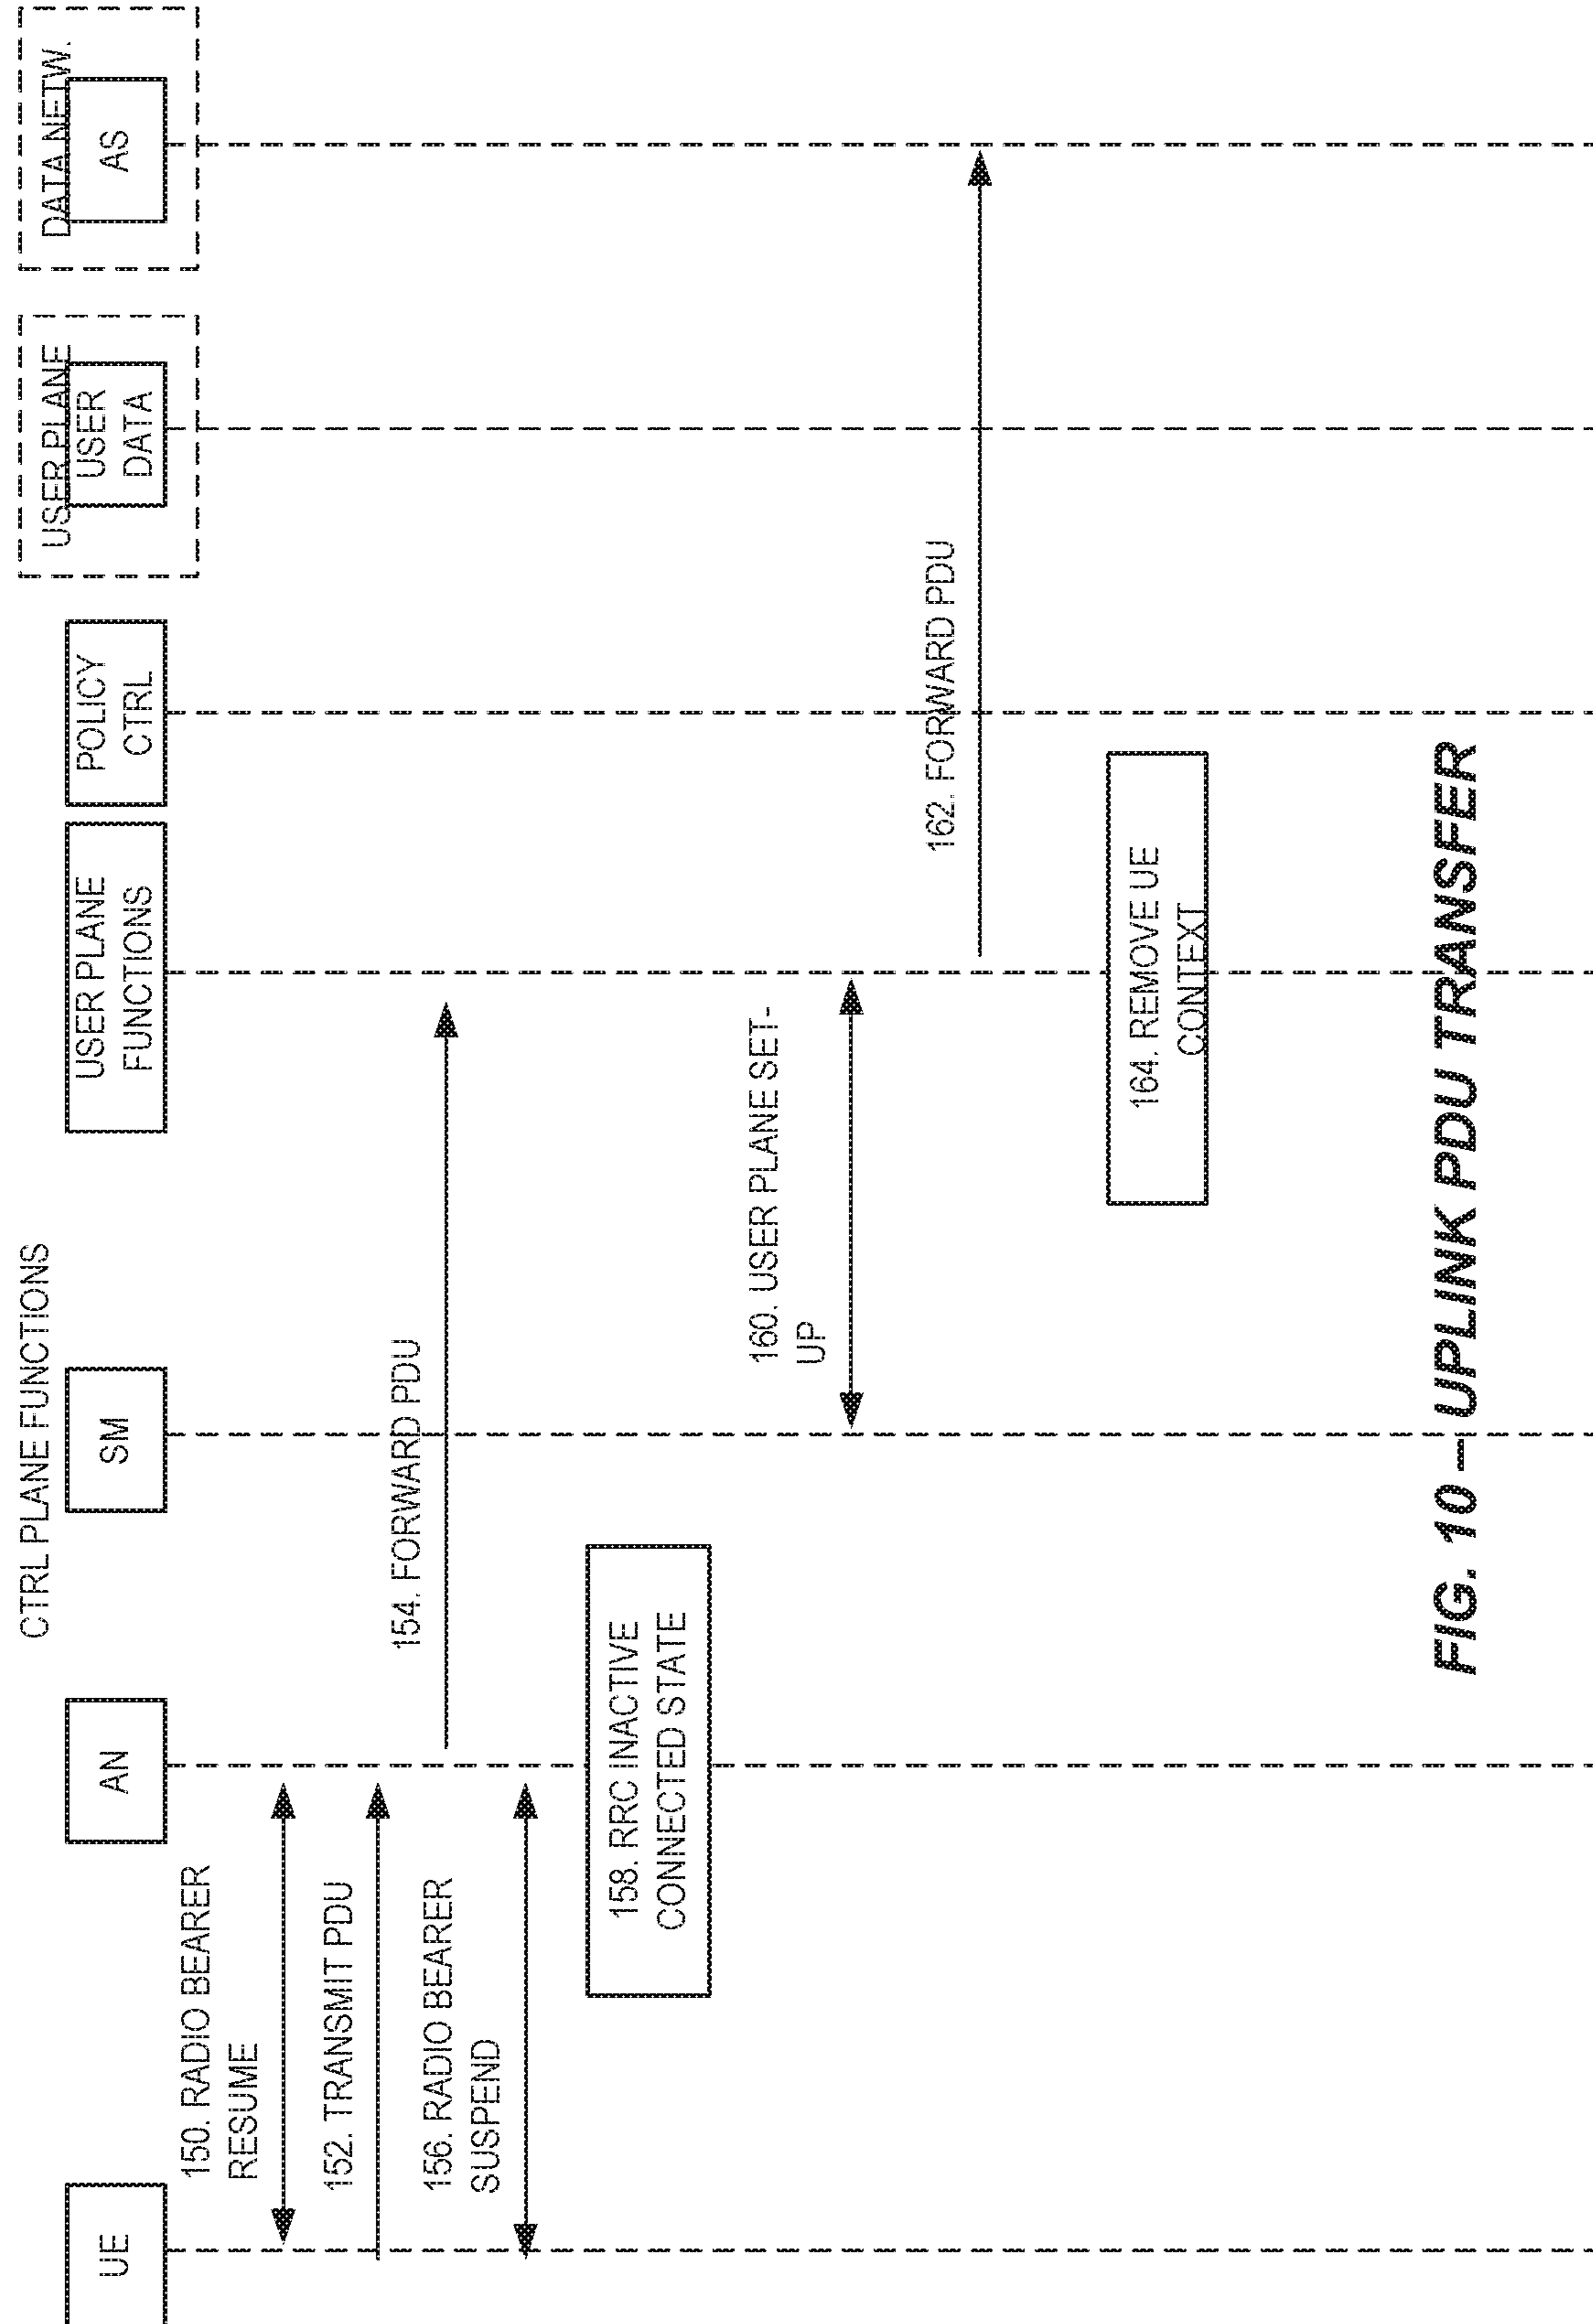 CTRL PLANE FUNCTIONS
UE
AN
SM
USER PLANE
FUNCTIONS
POLICY
CTRL
USER PLANE
USER
DATA
DATA NETW.
AS
150. RADIO BEARER
RESUME
152. TRANSMIT PDU
154. FORWARD PDU
156. RADIO BEARER
SUSPEND
158. RRC INACTIVE
CONNECTED STATE
160. USER PLANE SET-
UP
162. FORWARD PDU
164. REMOVE UE
CONTEXT
FIG. 10 – UPLINK PDU TRANSFER